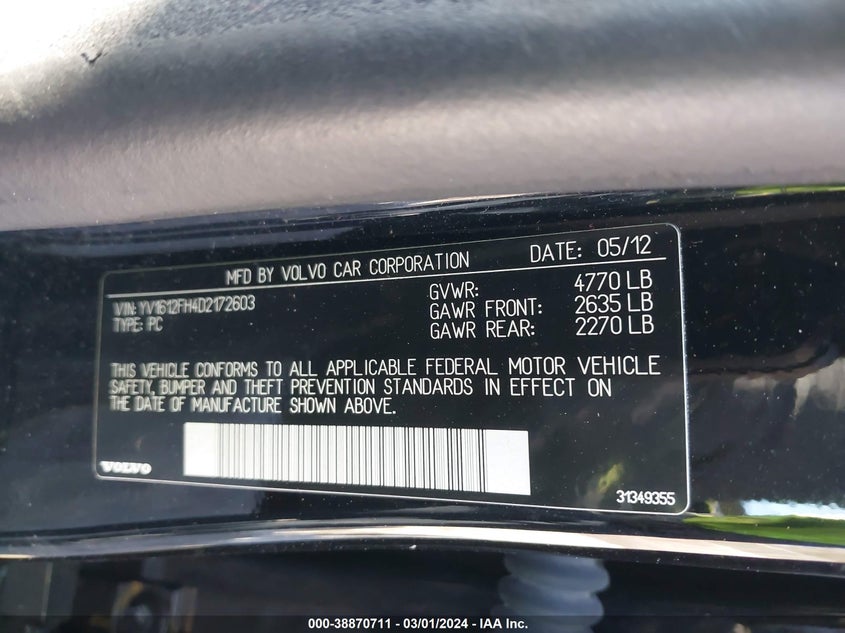 MFD BY VOLVO CAR CORPORATION DATE: 05/12
VIN: YV1612FH4D2172603
TYPE: PC
GVWR: 4770 LB
GAWR FRONT: 2635 LB
GAWR REAR: 2270 LB
THIS VEHICLE CONFORMS TO ALL APPLICABLE FEDERAL MOTOR VEHICLE
SAFETY, BUMPER AND THEFT PREVENTION STANDARDS IN EFFECT ON
THE DATE OF MANUFACTURE SHOWN ABOVE.
VOLVO
31349355
000-38870711 - 03/01/2024 - IAA Inc.